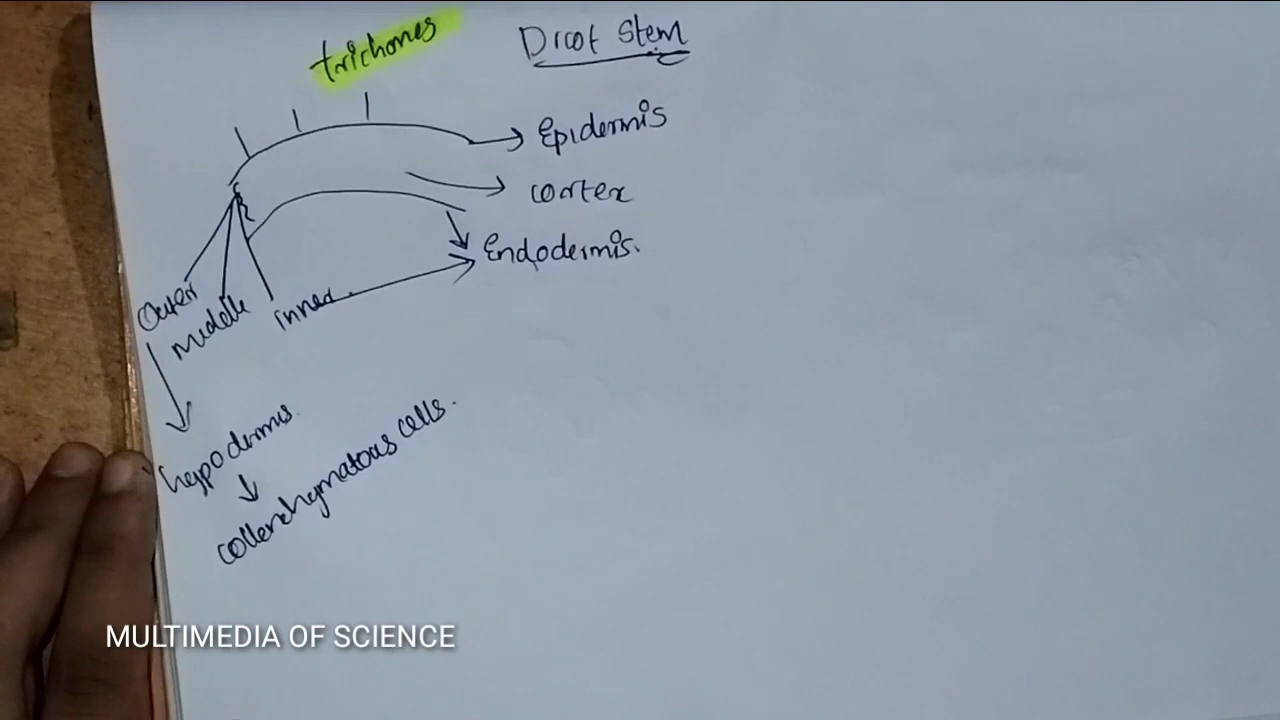 trichomes
Dicot Stem
Epidermis
cortex
Endodermis.
Outer
middle
inner
hypodermis
collenchymatous cells.
MULTIMEDIA OF SCIENCE